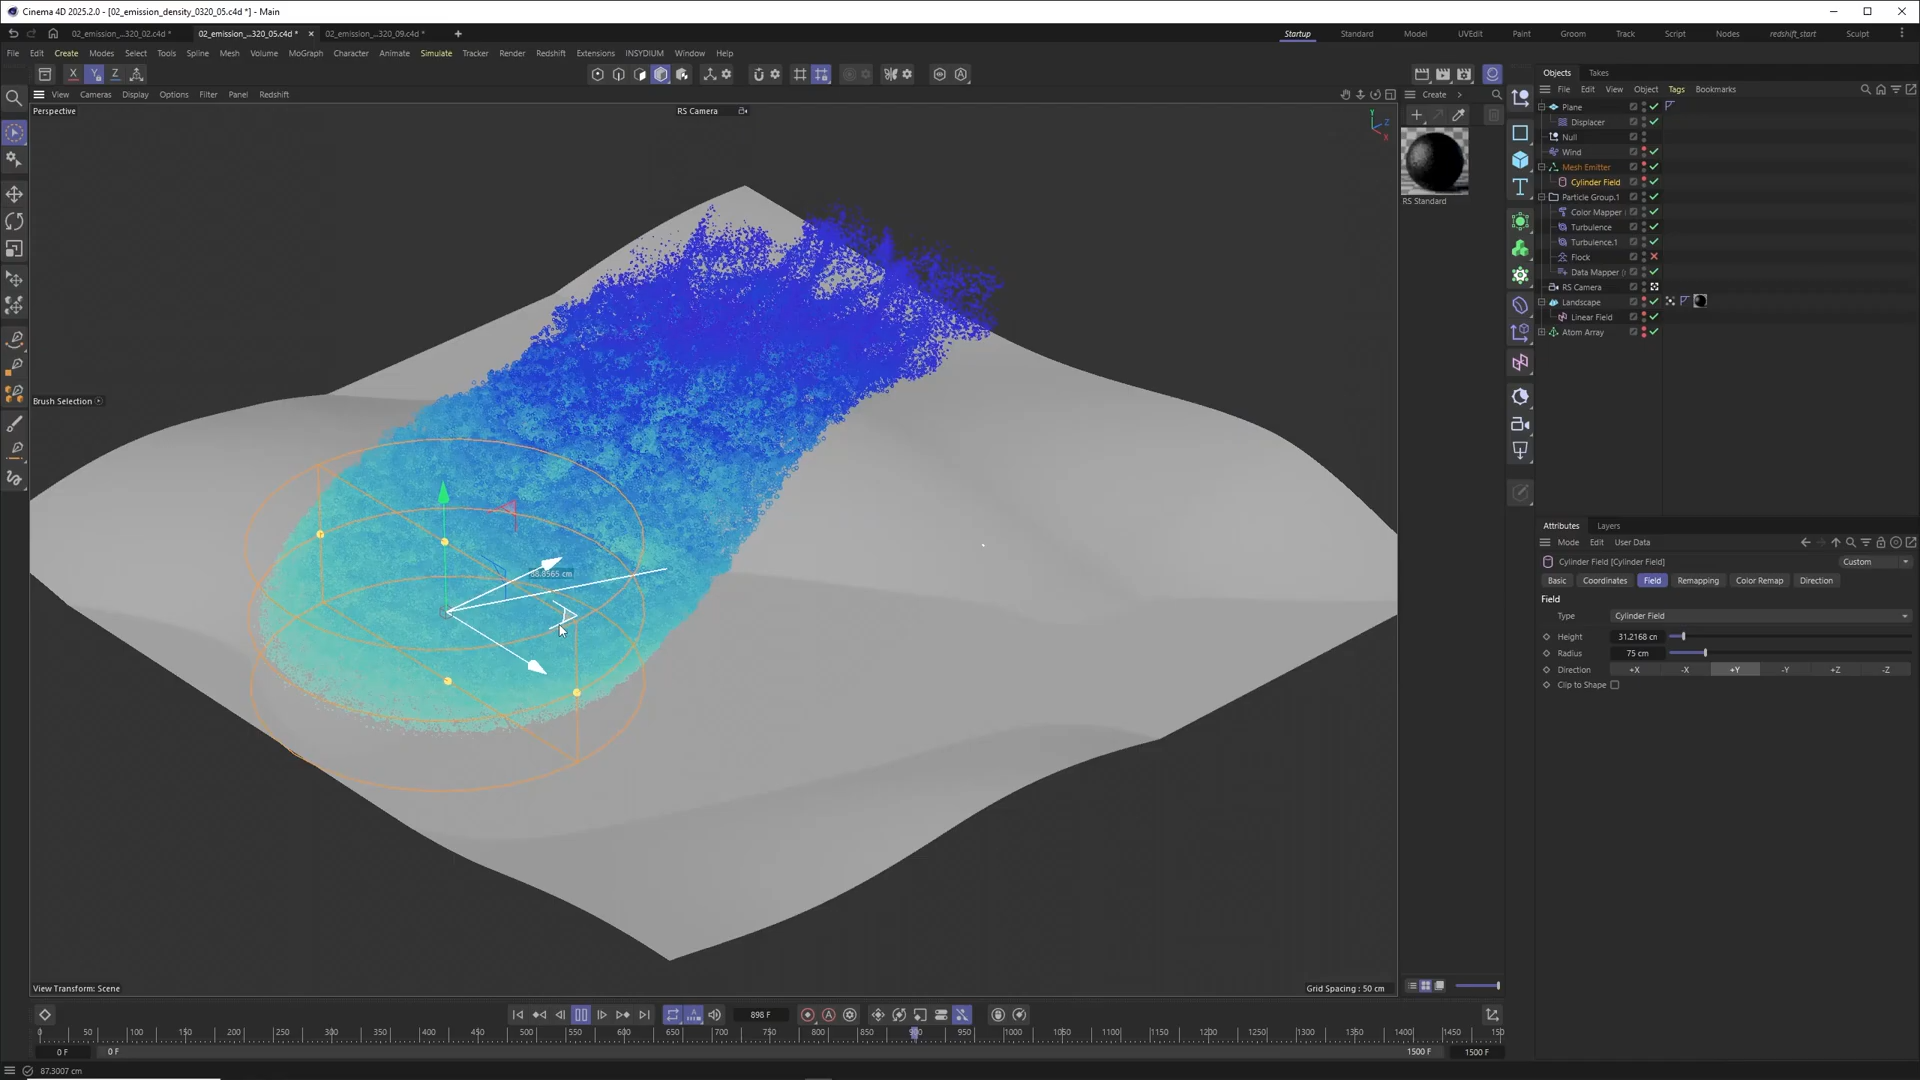 Cinema 4D 2025.2.0 - [02_emission_density_0320_05.c4d *] - Main
02_emission_...320_02.c4d *
02_emission_...320_05.c4d *
02_emission_...320_09.c4d *
Startup Standard Model UVEdit Paint Groom Track Script Nodes redshift_start Sculpt
File Edit Create Modes Select Tools Spline Mesh Volume MoGraph Character Animate Simulate Tracker Render Redshift Extensions INSYDIUM Window Help
X Y Z
View Cameras Display Options Filter Panel Redshift
Perspective
RS Camera
Y
Z
X
Brush Selection
View Transform: Scene
Grid Spacing : 50 cm
Create
RS Standard
Objects Takes
File Edit View Object Tags Bookmarks
Plane
Displacer
Null
Wind
Mesh Emitter
Cylinder Field
Particle Group.1
Color Mapper
Turbulence
Turbulence.1
Flock
Data Mapper
RS Camera
Landscape
Linear Field
Atom Array
Attributes Layers
Mode Edit User Data
Cylinder Field [Cylinder Field]
Custom
Basic Coordinates Field Remapping Color Remap Direction
Field
Type Cylinder Field
Height 31.2168 cn
Radius 75 cm
Direction +X -X +Y -Y +Z -Z
Clip to Shape
898 F
0 50 100 150 200 250 300 350 400 450 500 550 600 650 700 750 800 850 900 950 1000 1050 1100 1150 1200 1250 1300 1350 1400 1450 150
0 F 0 F 1500 F 1500 F
87.3007 cm